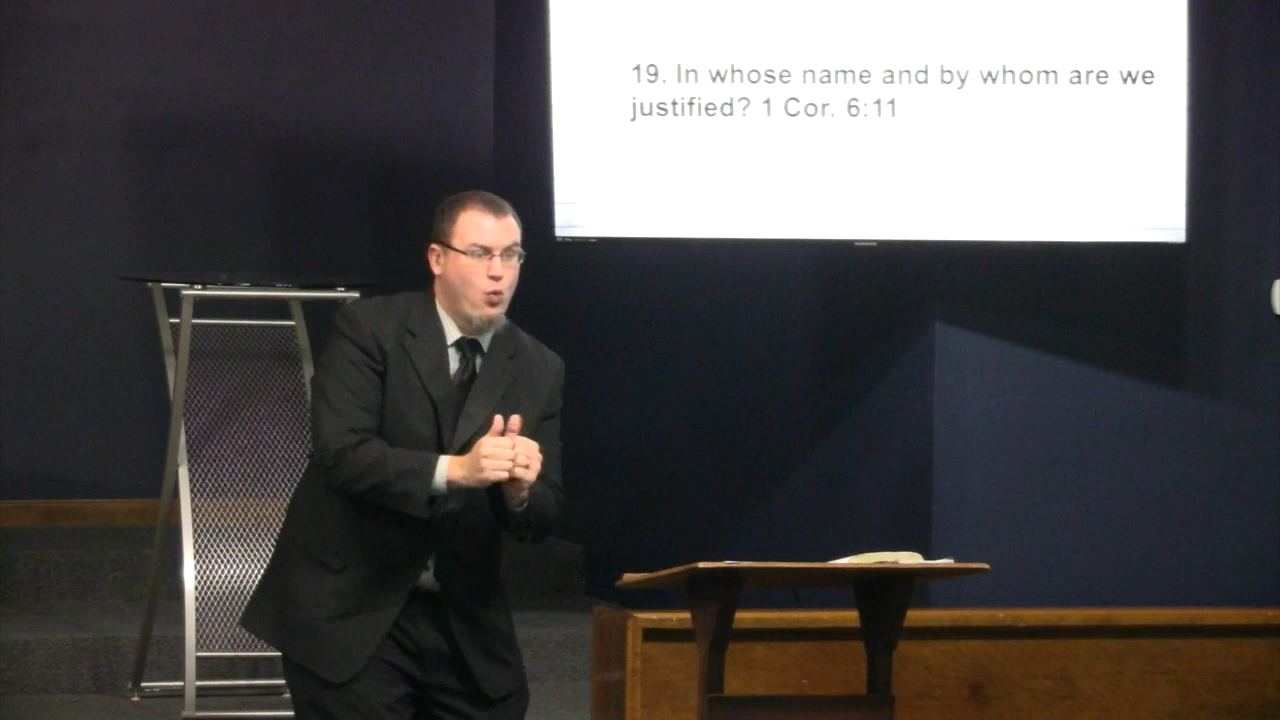 19. In whose name and by whom are we
justified? 1 Cor. 6:11